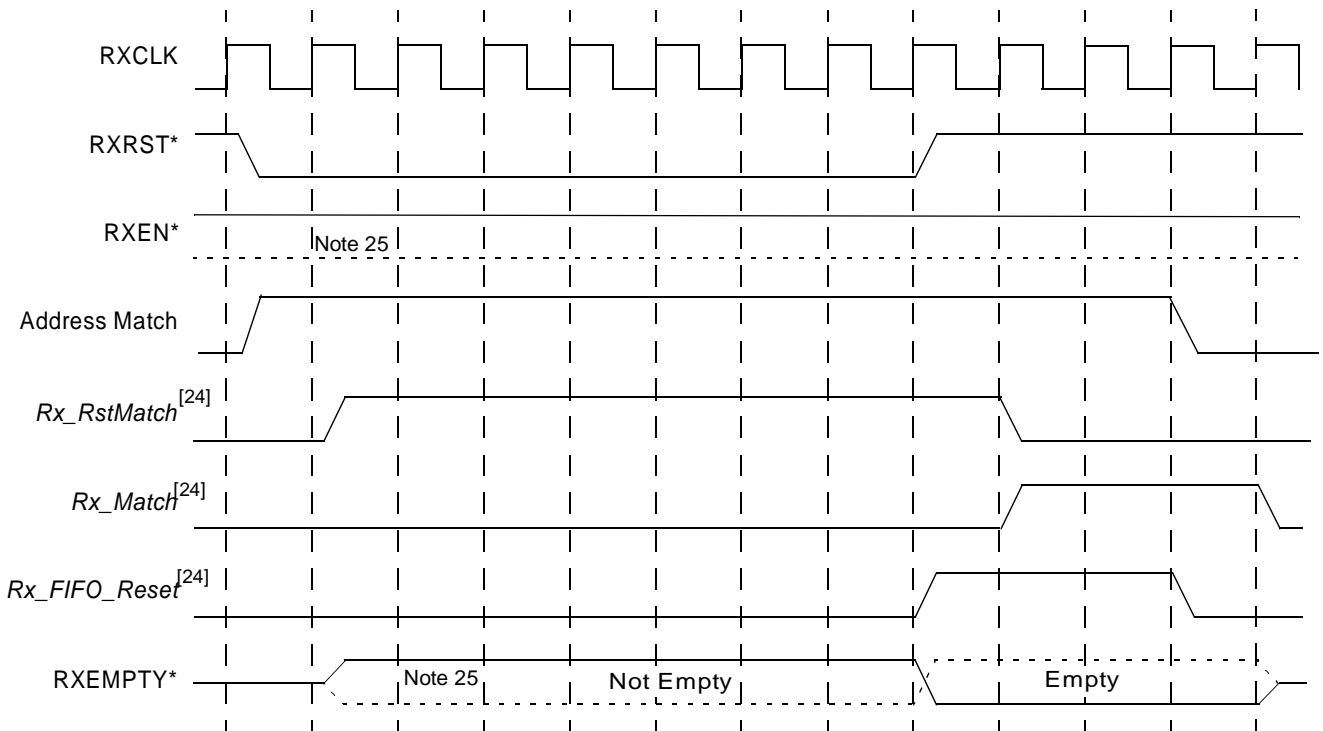 RXCLK
RXRST*
RXEN*
Note 25
Address Match
Rx_RstMatch[24]
Rx_Match[24]
Rx_FIFO_Reset[24]
RXEMPTY*
Note 25
Not Empty
Empty